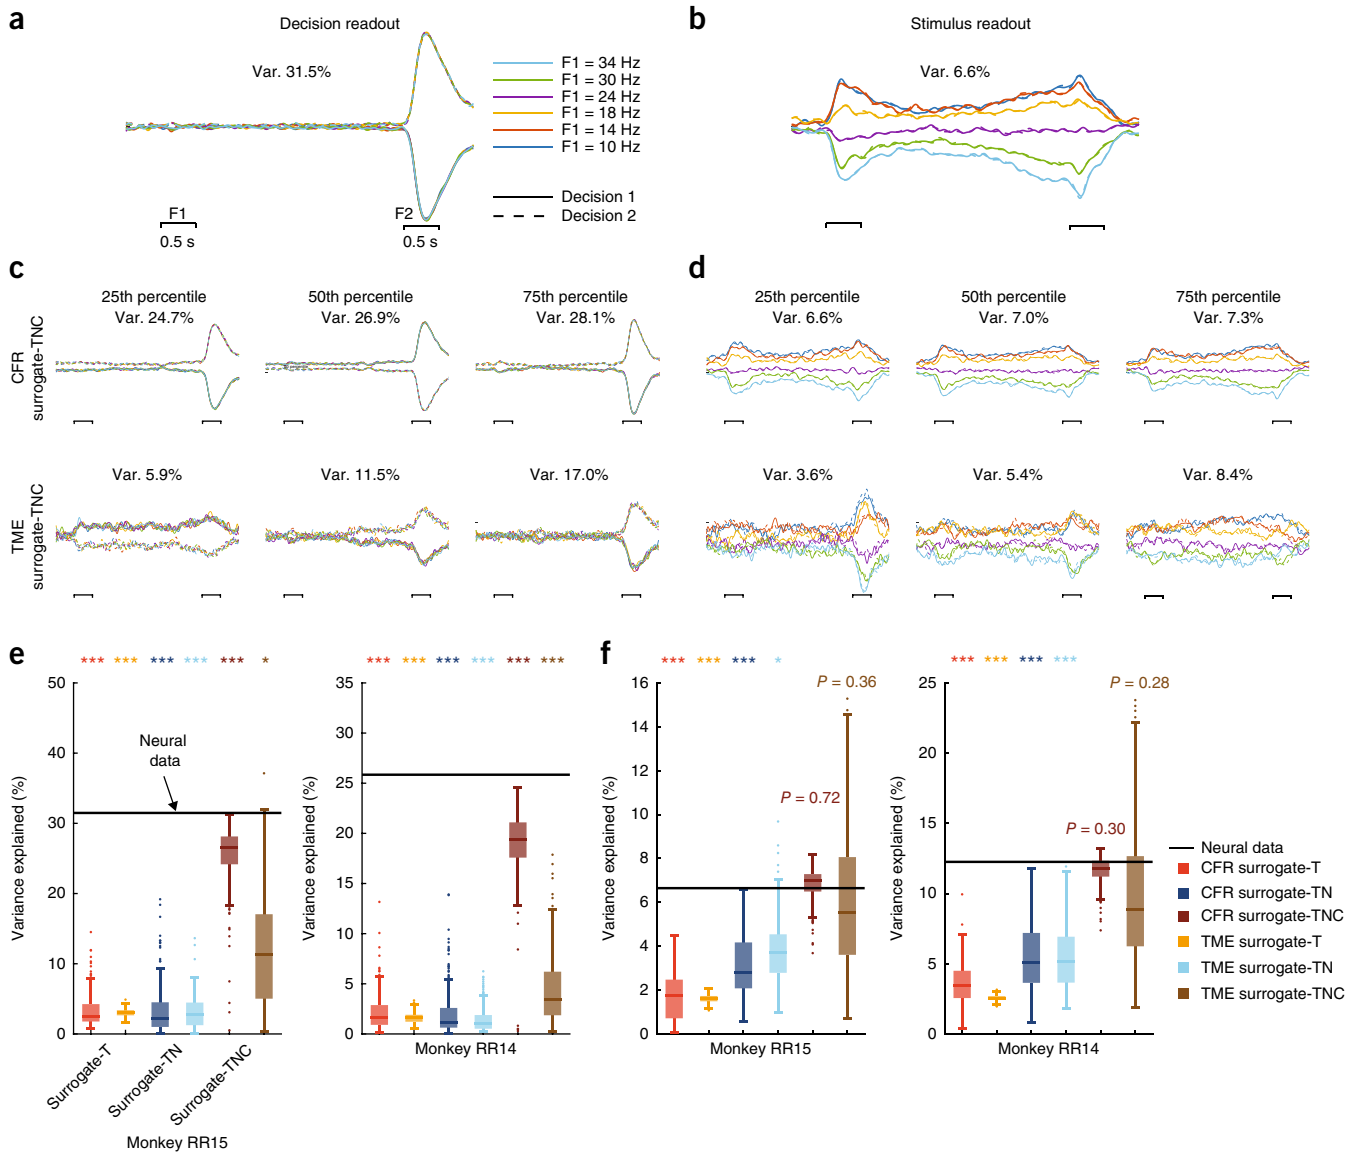 a
Decision readout
Var. 31.5%
F1 = 34 Hz
F1 = 30 Hz
F1 = 24 Hz
F1 = 18 Hz
F1 = 14 Hz
F1 = 10 Hz
Decision 1
Decision 2
F1
0.5 s
F2
0.5 s
b
Stimulus readout
Var. 6.6%
c
CFR
surrogate-TNC
25th percentile
Var. 24.7%
50th percentile
Var. 26.9%
75th percentile
Var. 28.1%
TME
surrogate-TNC
Var. 5.9%
Var. 11.5%
Var. 17.0%
d
25th percentile
Var. 6.6%
50th percentile
Var. 7.0%
75th percentile
Var. 7.3%
Var. 3.6%
Var. 5.4%
Var. 8.4%
e
*** *** *** *** *** *
Variance explained (%)
50
40
30
20
10
0
Neural
data
Surrogate-T
Surrogate-TN
Surrogate-TNC
Monkey RR15
*** *** *** *** *** ***
Variance explained (%)
35
30
25
20
15
10
5
0
Monkey RR14
f
*** *** *** *
Variance explained (%)
16
14
12
10
8
6
4
2
0
P = 0.36
P = 0.72
Monkey RR15
*** *** *** ***
Variance explained (%)
25
20
15
10
5
0
P = 0.28
P = 0.30
Monkey RR14
Neural data
CFR surrogate-T
CFR surrogate-TN
CFR surrogate-TNC
TME surrogate-T
TME surrogate-TN
TME surrogate-TNC